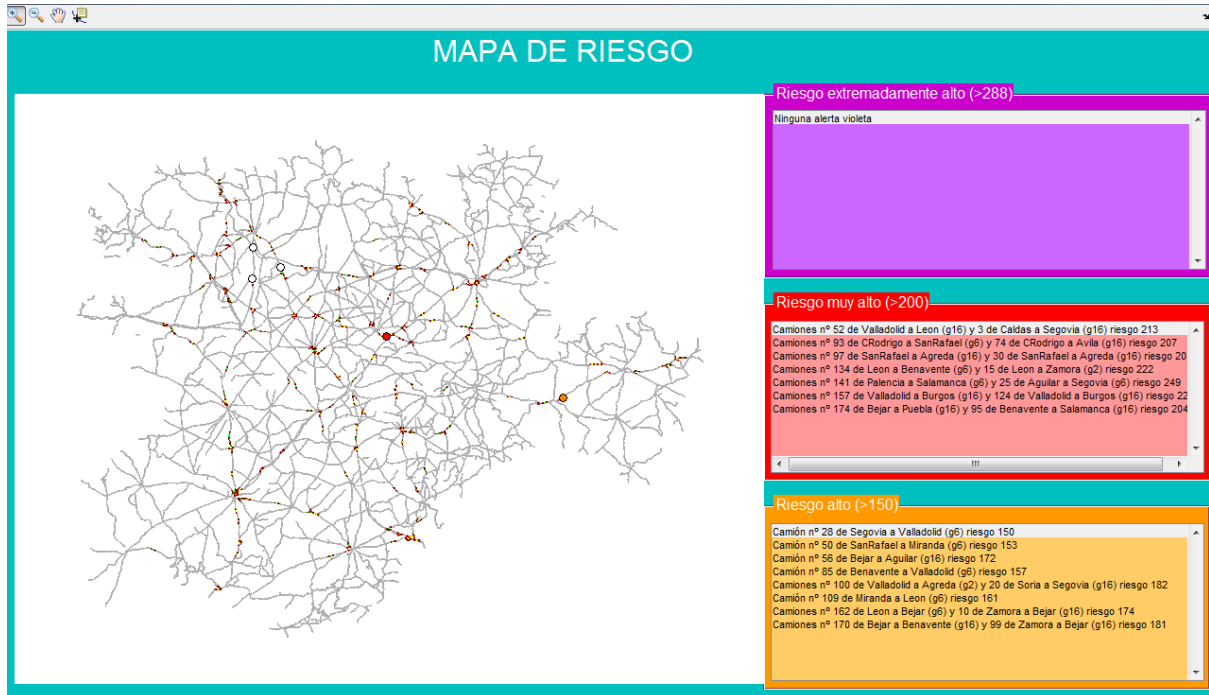 MAPA DE RIESGO
Riesgo extremadamente alto (>288)
Ninguna alerta violeta
Riesgo muy alto (>200)
Camiones nº 52 de Valladolid a Leon (g16) y 3 de Caldas a Segovia (g16) riesgo 213
Camiones nº 93 de CRodrigo a SanRafael (g6) y 74 de CRodrigo a Avila (g16) riesgo 207
Camiones nº 97 de SanRafael a Agreda (g16) y 30 de SanRafael a Agreda (g16) riesgo 20
Camiones nº 134 de Leon a Benavente (g6) y 15 de Leon a Zamora (g2) riesgo 222
Camiones nº 141 de Palencia a Salamanca (g6) y 25 de Aguilar a Segovia (g6) riesgo 249
Camiones nº 157 de Valladolid a Burgos (g16) y 124 de Valladolid a Burgos (g16) riesgo 22
Camiones nº 174 de Bejar a Puebla (g16) y 95 de Benavente a Salamanca (g16) riesgo 204
Riesgo alto (>150)
Camión nº 28 de Segovia a Valladolid (g6) riesgo 150
Camión nº 50 de SanRafael a Miranda (g6) riesgo 153
Camión nº 56 de Bejar a Aguilar (g16) riesgo 172
Camión nº 85 de Benavente a Valladolid (g6) riesgo 157
Camiones nº 100 de Valladolid a Agreda (g2) y 20 de Soria a Segovia (g16) riesgo 182
Camión nº 109 de Miranda a Leon (g6) riesgo 161
Camiones nº 162 de Leon a Bejar (g6) y 10 de Zamora a Bejar (g16) riesgo 174
Camiones nº 170 de Bejar a Benavente (g16) y 99 de Zamora a Bejar (g16) riesgo 181